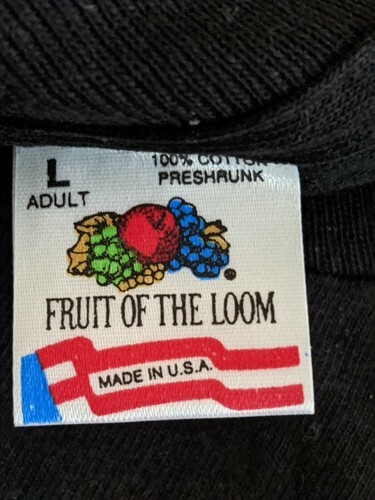 L
ADULT
100% COTTON
PRESHRUNK
FRUIT OF THE LOOM
MADE IN U.S.A.